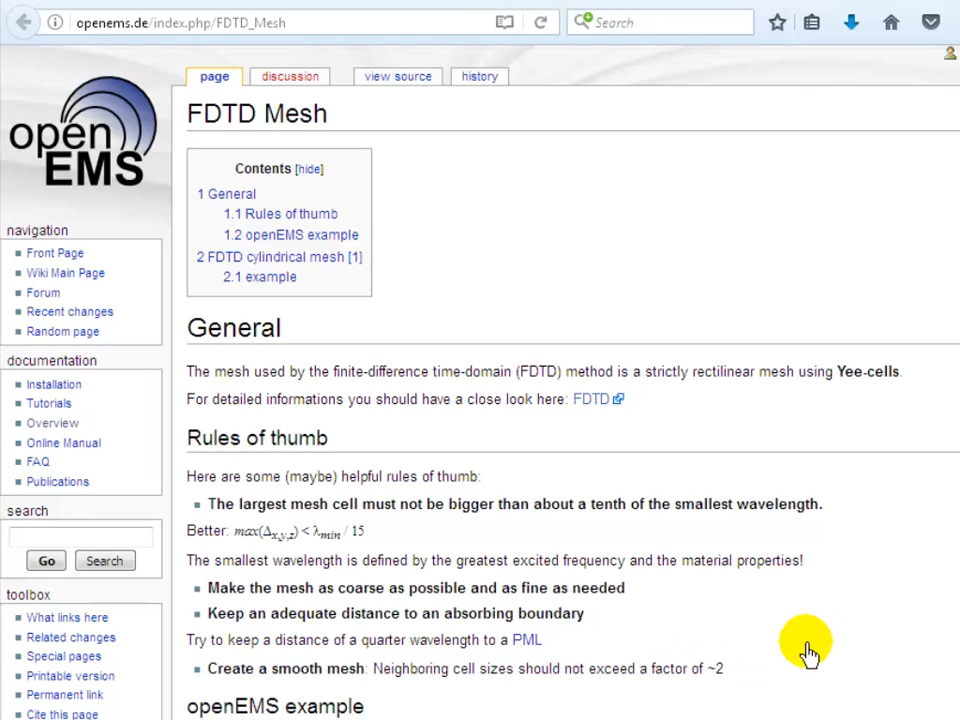 openems.de/index.php/FDTD_Mesh
Search
page
discussion
view source
history
open
EMS
FDTD Mesh
Contents [hide]
1 General
1.1 Rules of thumb
1.2 openEMS example
2 FDTD cylindrical mesh [1]
2.1 example
navigation
Front Page
Wiki Main Page
Forum
Recent changes
Random page
documentation
Installation
Tutorials
Overview
Online Manual
FAQ
Publications
search
Go
Search
toolbox
What links here
Related changes
Special pages
Printable version
Permanent link
Cite this page
General
The mesh used by the finite-difference time-domain (FDTD) method is a strictly rectilinear mesh using Yee-cells.
For detailed informations you should have a close look here: FDTD
Rules of thumb
Here are some (maybe) helpful rules of thumb:
The largest mesh cell must not be bigger than about a tenth of the smallest wavelength.
Better: max(Δx,y,z) < λmin / 15
The smallest wavelength is defined by the greatest excited frequency and the material properties!
Make the mesh as coarse as possible and as fine as needed
Keep an adequate distance to an absorbing boundary
Try to keep a distance of a quarter wavelength to a PML
Create a smooth mesh: Neighboring cell sizes should not exceed a factor of ~2
openEMS example